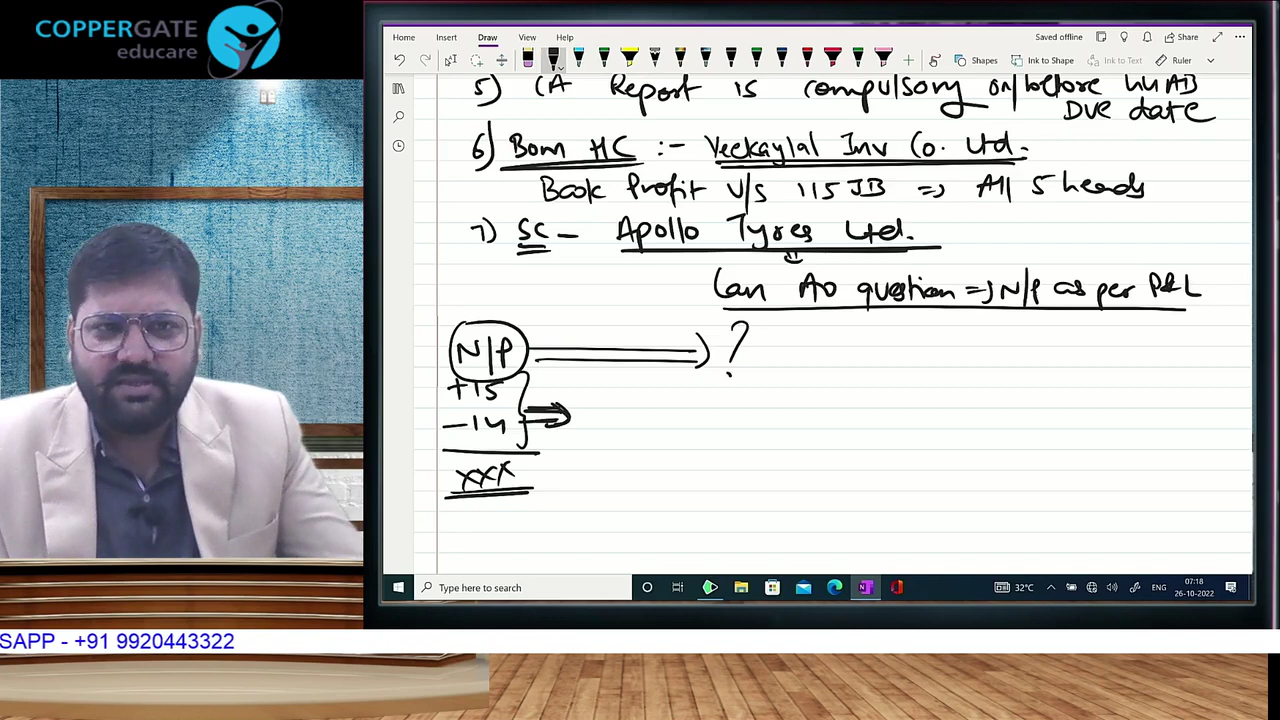 COPPERGATE
educare
Home Insert Draw View Help
Saved offline
Share
Shapes
Ink to Shape
Ink to Text
Ruler
5) CA Report is compulsory on/before 44AB
DUE date
6) Bom HC :- Veekaylal Inv Co. Ltd.
Book Profit U/s 115JB => All 5 heads
7) SC - Apollo Tyres Ltd.
Can AO question => N/P as per P&L
N/P ?
+15
-14
XXX
Type here to search
32°C
ENG
07:18
26-10-2022
SAPP - +91 9920443322